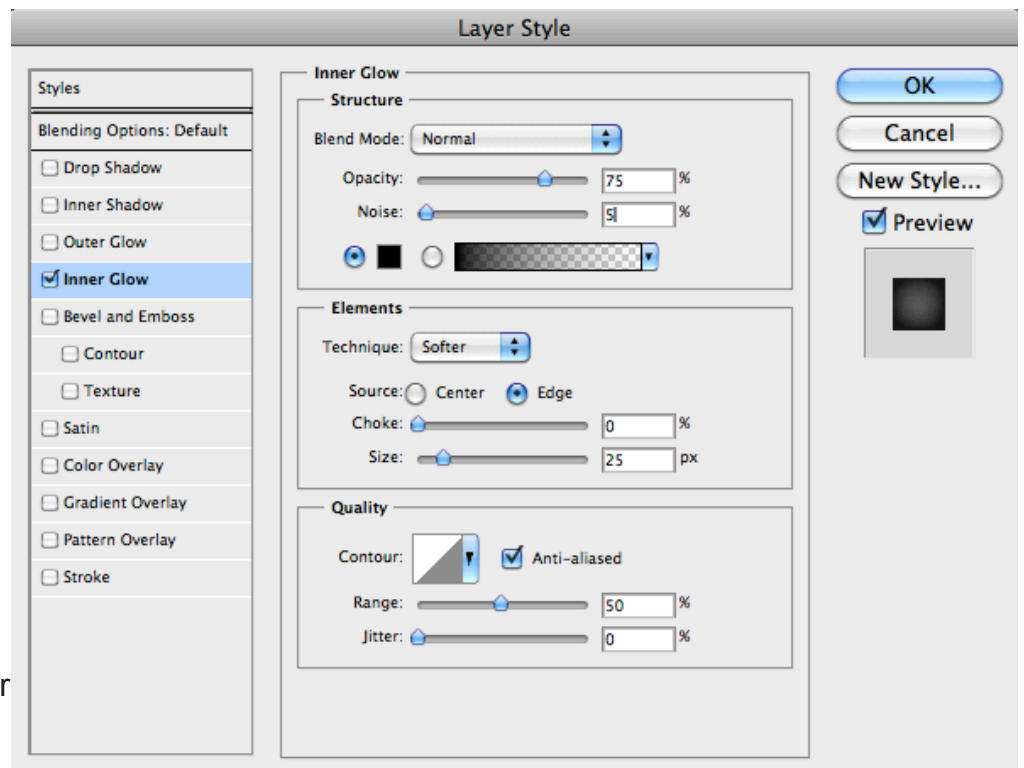 Layer Style
Styles
Blending Options: Default
Drop Shadow
Inner Shadow
Outer Glow
Inner Glow
Bevel and Emboss
Contour
Texture
Satin
Color Overlay
Gradient Overlay
Pattern Overlay
Stroke
Inner Glow
Structure
Blend Mode: Normal
Opacity: 75 %
Noise: 5 %
Elements
Technique: Softer
Source: Center Edge
Choke: 0 %
Size: 25 px
Quality
Contour: Anti-aliased
Range: 50 %
Jitter: 0 %
OK
Cancel
New Style...
Preview
r